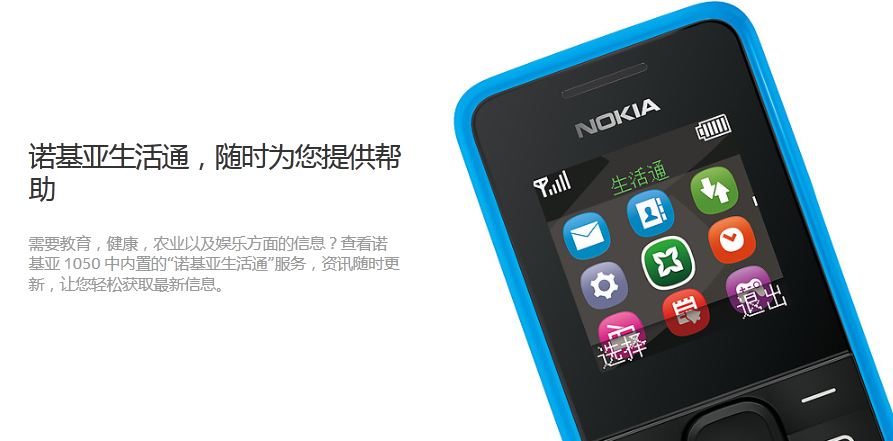 诺基亚生活通，随时为您提供帮
助
需要教育，健康，农业以及娱乐方面的信息？查看诺
基亚 1050 中内置的“诺基亚生活通”服务，资讯随时更
新，让您轻松获取最新信息。
NOKIA
生活通
选择
退出